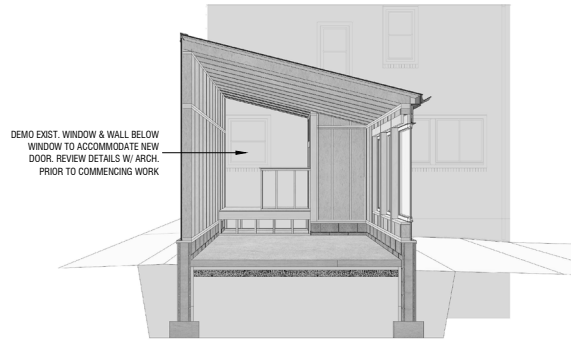 DEMO EXIST. WINDOW & WALL BELOW
WINDOW TO ACCOMMODATE NEW
DOOR. REVIEW DETAILS W/ ARCH.
PRIOR TO COMMENCING WORK